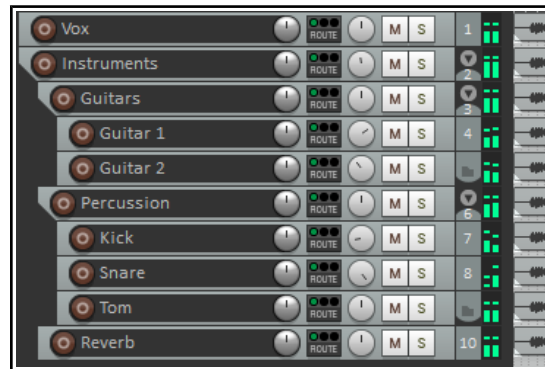 Vox ROUTE M S 1
Instruments ROUTE M S 2
Guitars ROUTE M S 3
Guitar 1 ROUTE M S 4
Guitar 2 ROUTE M S
Percussion ROUTE M S 6
Kick ROUTE M S 7
Snare ROUTE M S 8
Tom ROUTE M S
Reverb ROUTE M S 10